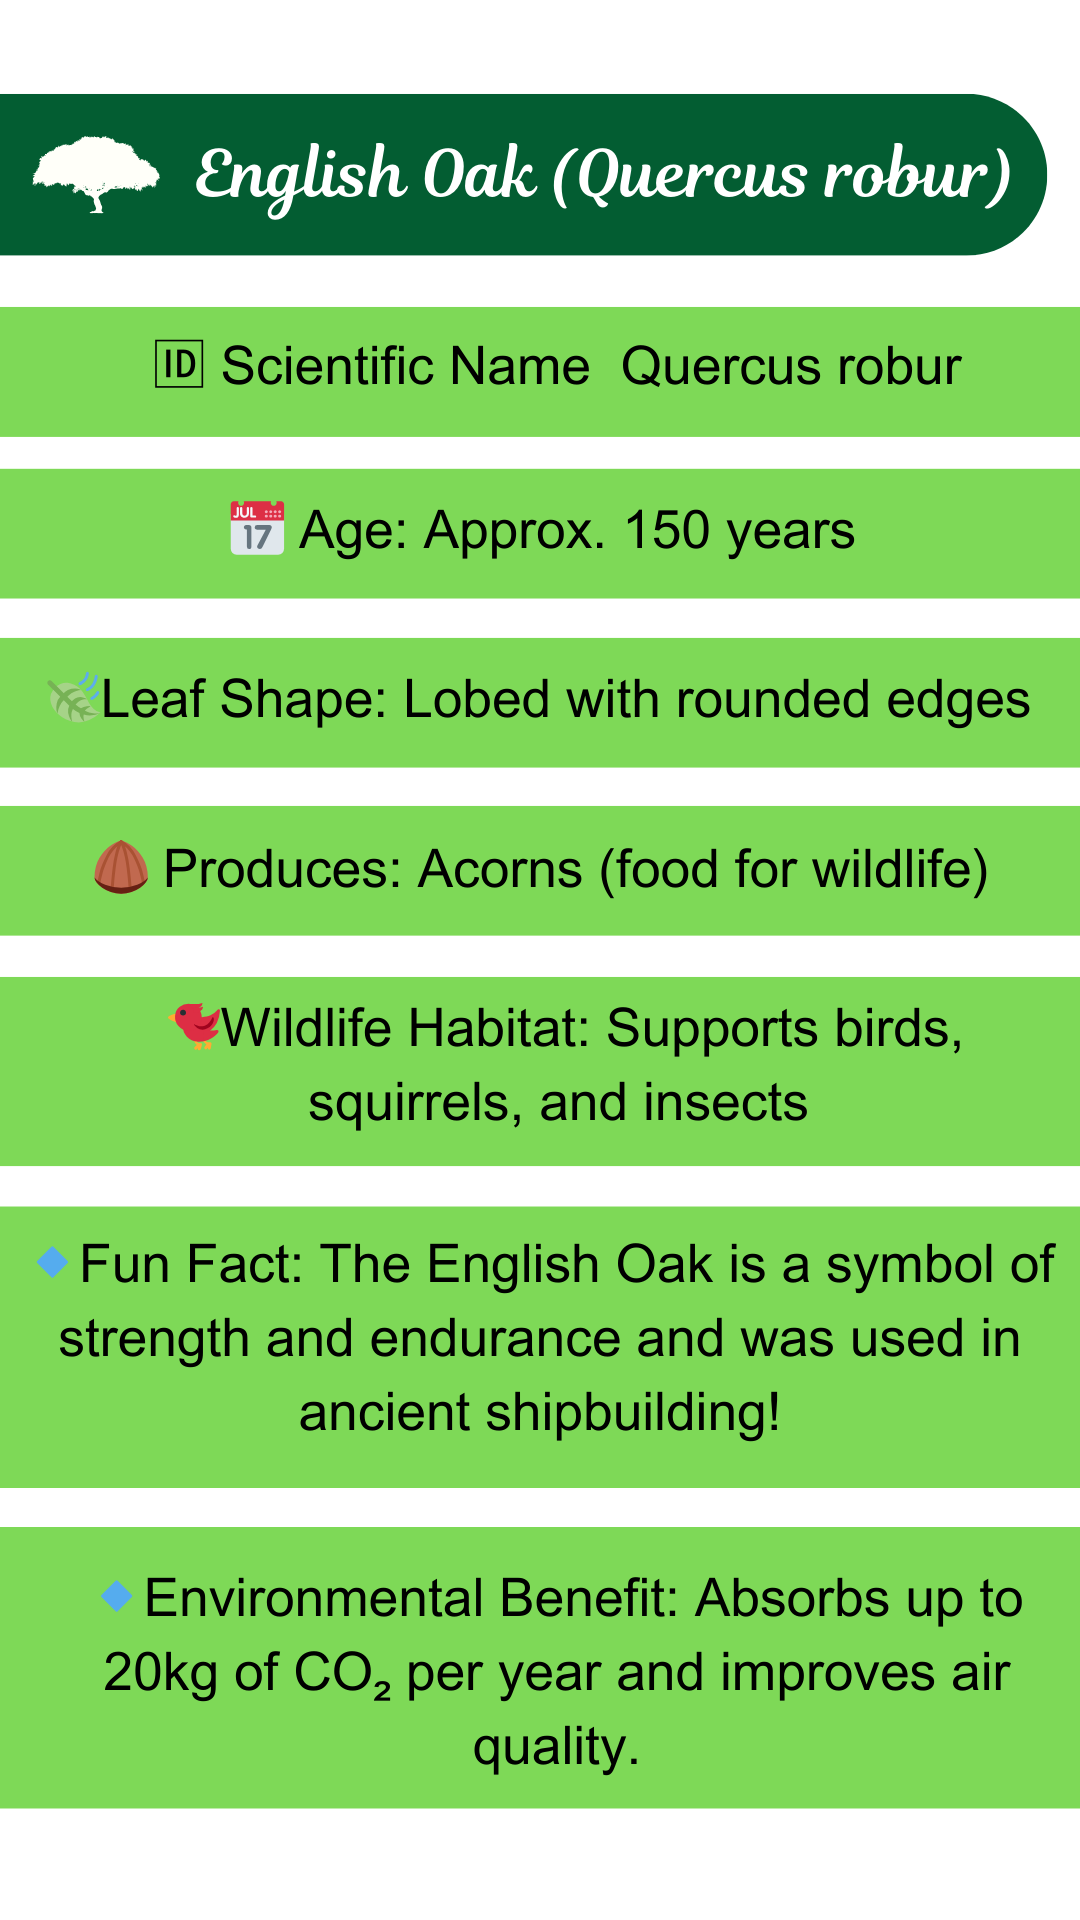 English Oak (Quercus robur)
🆔 Scientific Name  Quercus robur
📅 Age: Approx. 150 years
🍃Leaf Shape: Lobed with rounded edges
🌰 Produces: Acorns (food for wildlife)
🐦Wildlife Habitat: Supports birds,
squirrels, and insects
🔹Fun Fact: The English Oak is a symbol of
strength and endurance and was used in
ancient shipbuilding!
🔹Environmental Benefit: Absorbs up to
20kg of CO₂ per year and improves air
quality.